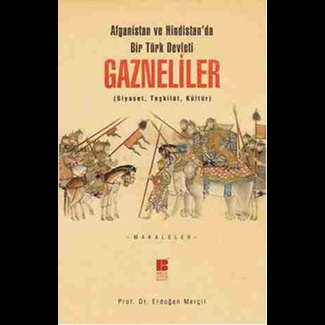 Afganistan ve Hindistan'da
Bir Türk Devleti
GAZNELİLER
(Siyaset, Teşkilât, Kültür)
-MAKALELER-
Prof. Dr. Erdoğan Merçil